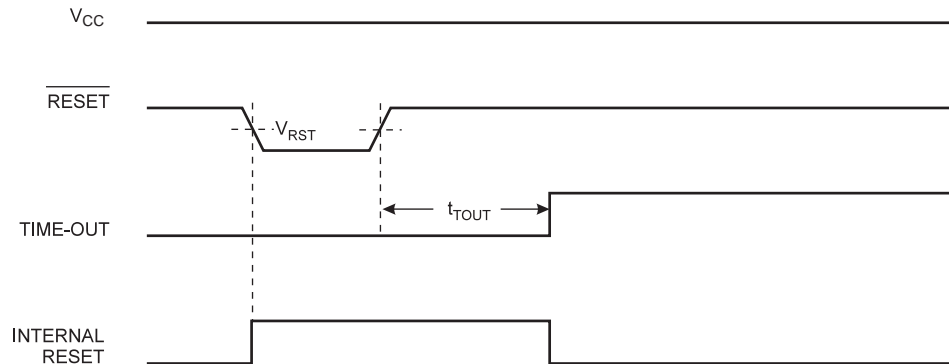 VCC
RESET
VRST
tTOUT
TIME-OUT
INTERNAL
RESET